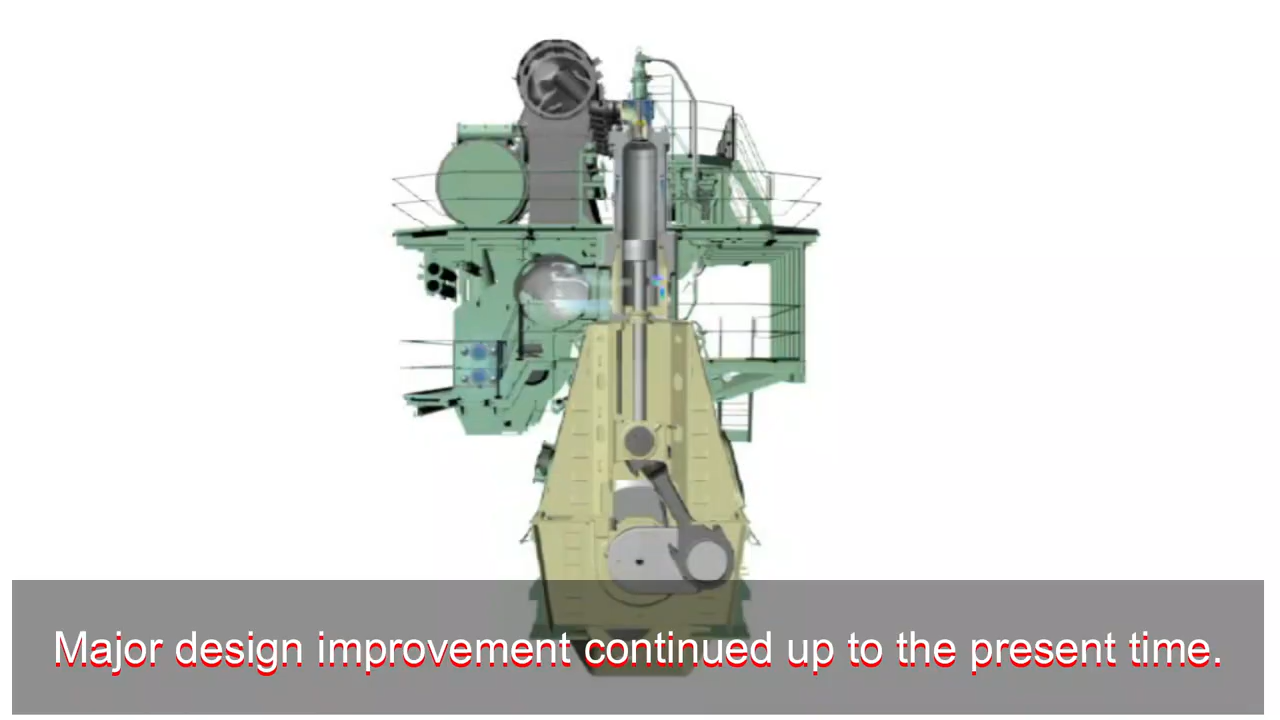 Major design improvement continued up to the present time.